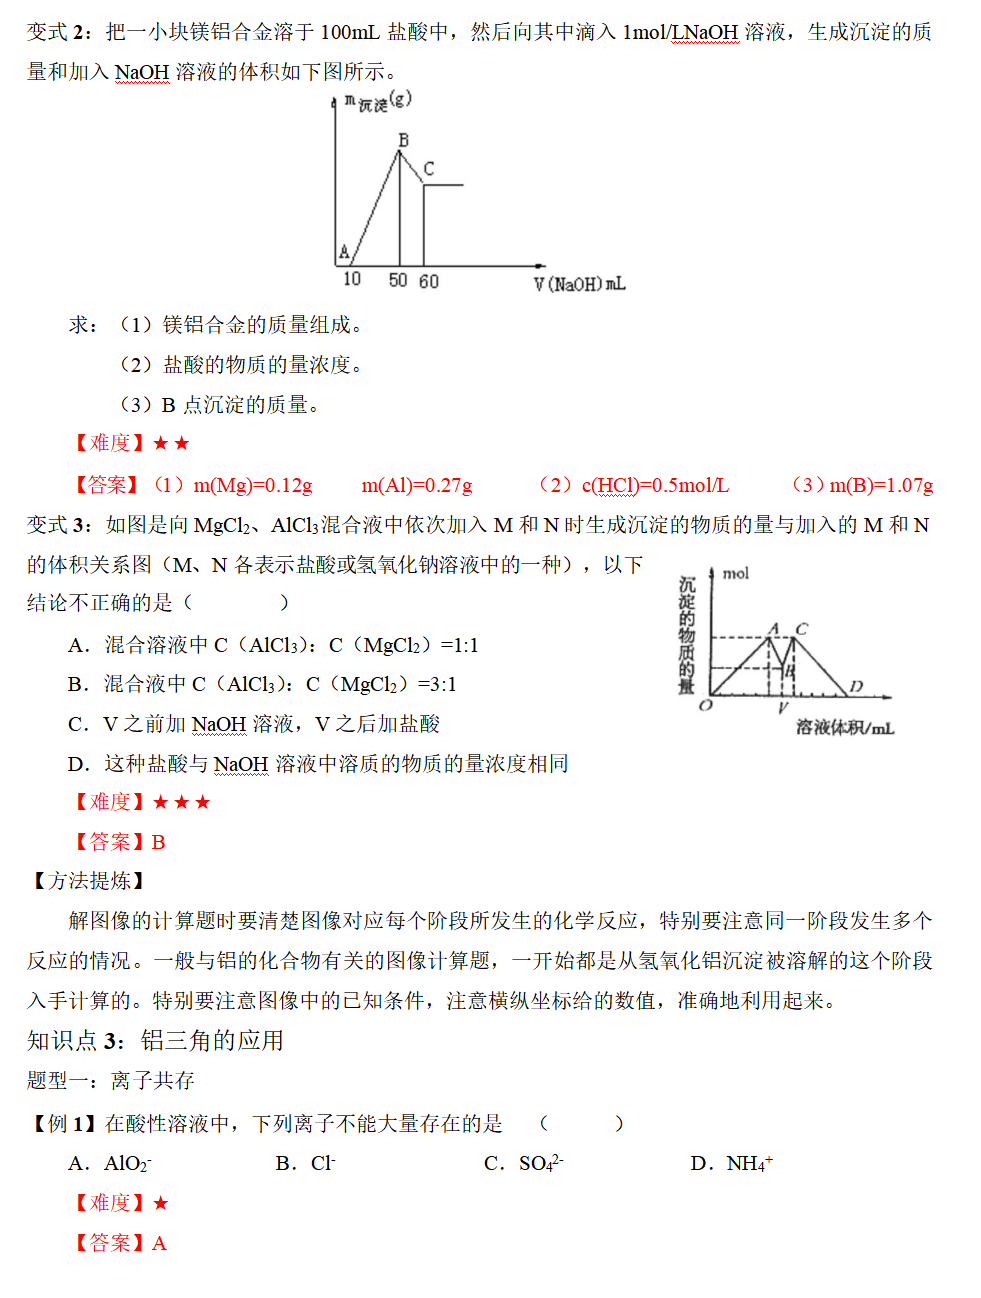 变式 2：把一小块镁铝合金溶于 100mL 盐酸中，然后向其中滴入 1mol/LNaOH 溶液，生成沉淀的质
量和加入 NaOH 溶液的体积如下图所示。
m沉淀(g)
B
C
A
10 50 60
V(NaOH)mL
求：（1）镁铝合金的质量组成。
（2）盐酸的物质的量浓度。
（3）B 点沉淀的质量。
【难度】★★
【答案】（1）m(Mg)=0.12g m(Al)=0.27g （2）c(HCl)=0.5mol/L （3）m(B)=1.07g
变式 3：如图是向 MgCl₂、AlCl₃混合液中依次加入 M 和 N 时生成沉淀的物质的量与加入的 M 和 N
的体积关系图（M、N 各表示盐酸或氢氧化钠溶液中的一种），以下
结论不正确的是（ ）
沉淀的物质的量
mol
A C
B
D
O
V
溶液体积/mL
A．混合溶液中 C（AlCl₃）：C（MgCl₂）=1:1
B．混合液中 C（AlCl₃）：C（MgCl₂）=3:1
C．V 之前加 NaOH 溶液，V 之后加盐酸
D．这种盐酸与 NaOH 溶液中溶质的物质的量浓度相同
【难度】★★★
【答案】B
【方法提炼】
解图像的计算题时要清楚图像对应每个阶段所发生的化学反应，特别要注意同一阶段发生多个
反应的情况。一般与铝的化合物有关的图像计算题，一开始都是从氢氧化铝沉淀被溶解的这个阶段
入手计算的。特别要注意图像中的已知条件，注意横纵坐标给的数值，准确地利用起来。
知识点 3：铝三角的应用
题型一：离子共存
【例 1】在酸性溶液中，下列离子不能大量存在的是 （ ）
A．AlO₂⁻ B．Cl⁻ C．SO₄²⁻ D．NH₄⁺
【难度】★
【答案】A